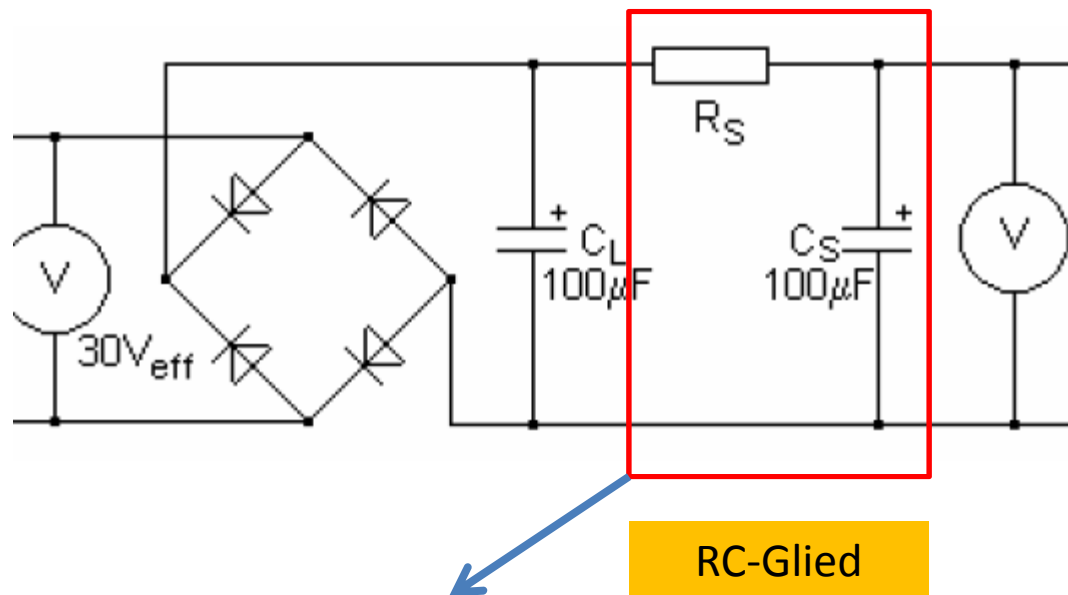 R_S
+
C_L
100μF
+
C_S
100μF
V
V
30V_eff
RC-Glied